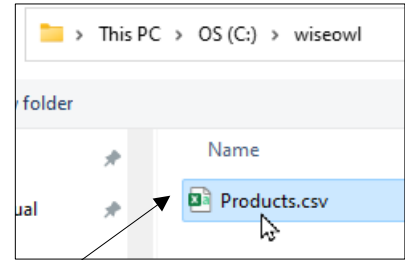 > This PC > OS (C:) > wiseowl
folder
Name
ual
Products.csv